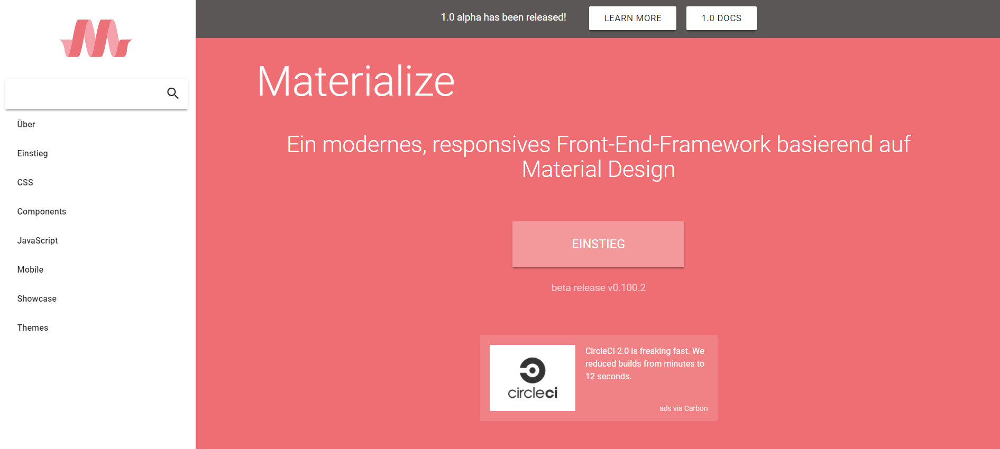 1.0 alpha has been released!
LEARN MORE
1.0 DOCS
Über
Einstieg
CSS
Components
JavaScript
Mobile
Showcase
Themes
Materialize
Ein modernes, responsives Front-End-Framework basierend auf
Material Design
EINSTIEG
beta release v0.100.2
circleci
CircleCI 2.0 is freaking fast. We
reduced builds from minutes to
12 seconds.
ads via Carbon